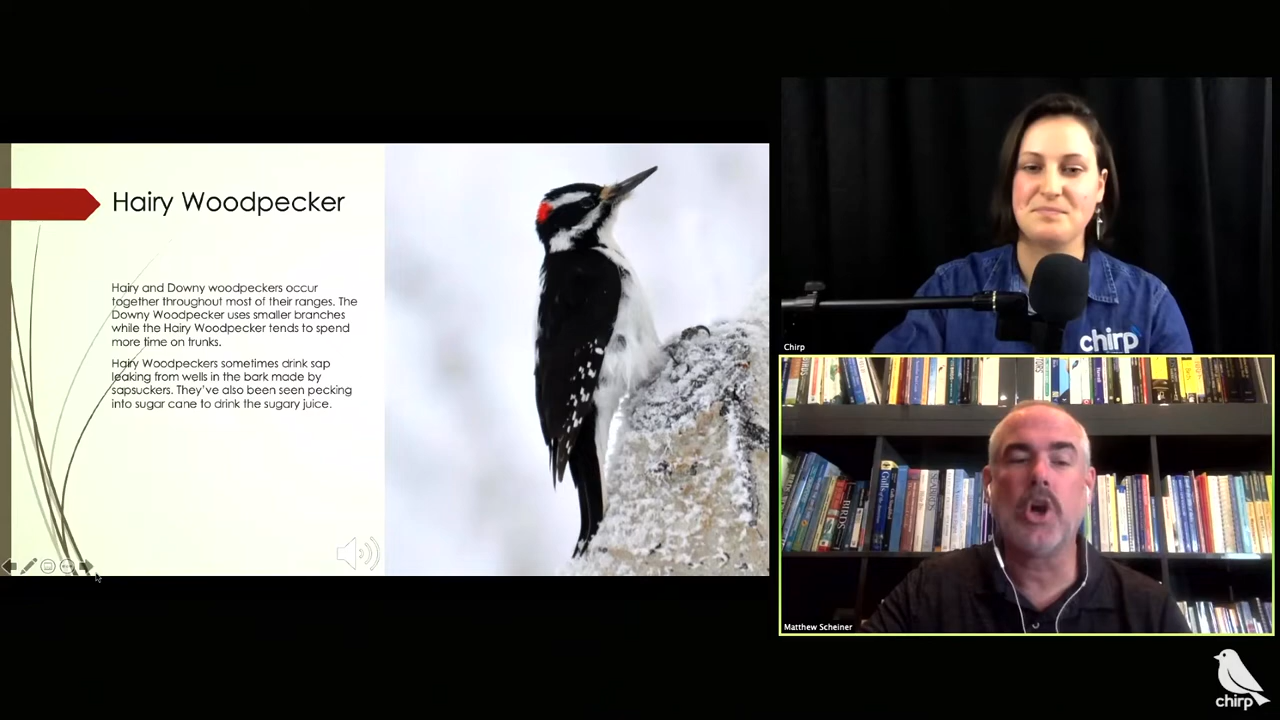 Hairy Woodpecker
Hairy and Downy woodpeckers occur
together throughout most of their ranges. The
Downy Woodpecker uses smaller branches
while the Hairy Woodpecker tends to spend
more time on trunks.
Hairy Woodpeckers sometimes drink sap
leaking from wells in the bark made by
sapsuckers. They've also been seen pecking
into sugar cane to drink the sugary juice.
chirp
Chirp
BIRDS
Matthew Scheiner
chirp